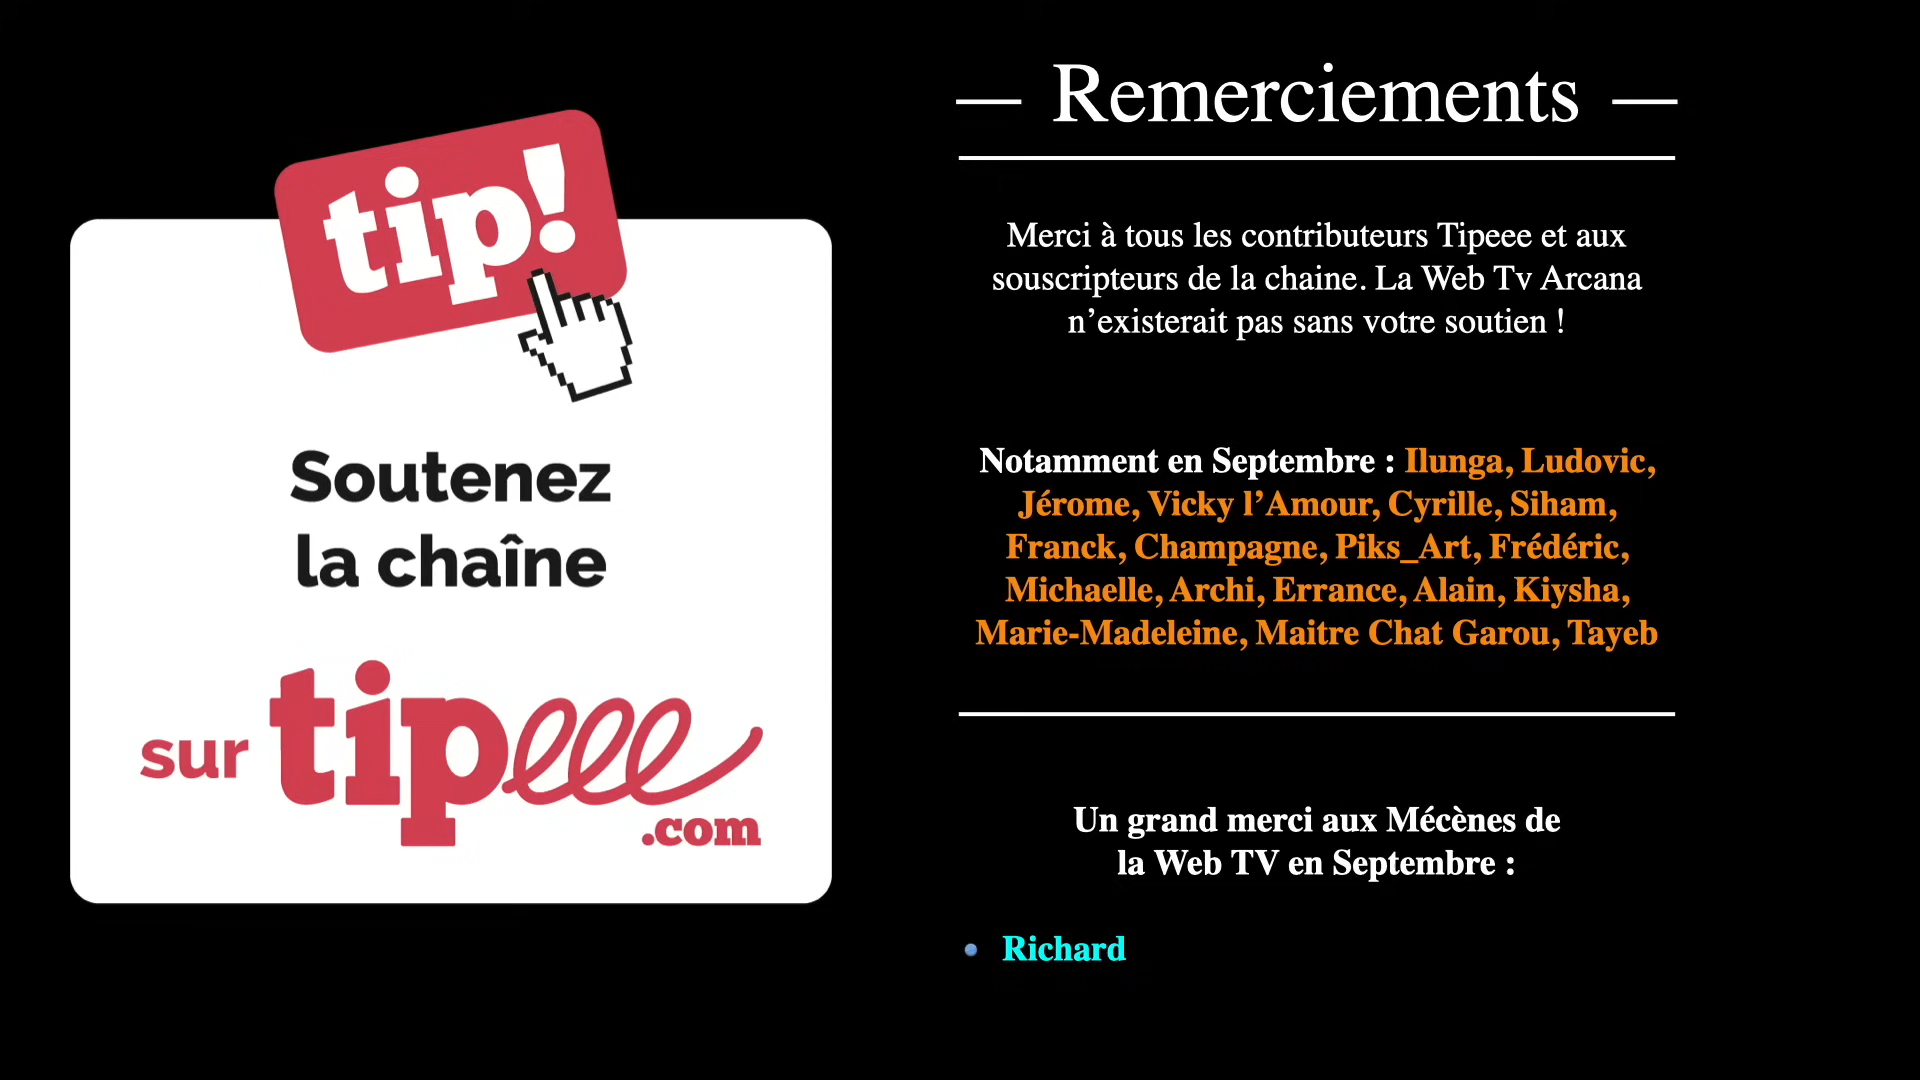 tip!
Soutenez
la chaîne
sur tipeee
.com
— Remerciements —
Merci à tous les contributeurs Tipeee et aux
souscripteurs de la chaine. La Web Tv Arcana
n’existerait pas sans votre soutien !
Notamment en Septembre : Ilunga, Ludovic,
Jérome, Vicky l’Amour, Cyrille, Siham,
Franck, Champagne, Piks_Art, Frédéric,
Michaelle, Archi, Errance, Alain, Kiysha,
Marie-Madeleine, Maitre Chat Garou, Tayeb
Un grand merci aux Mécènes de
la Web TV en Septembre :
• Richard